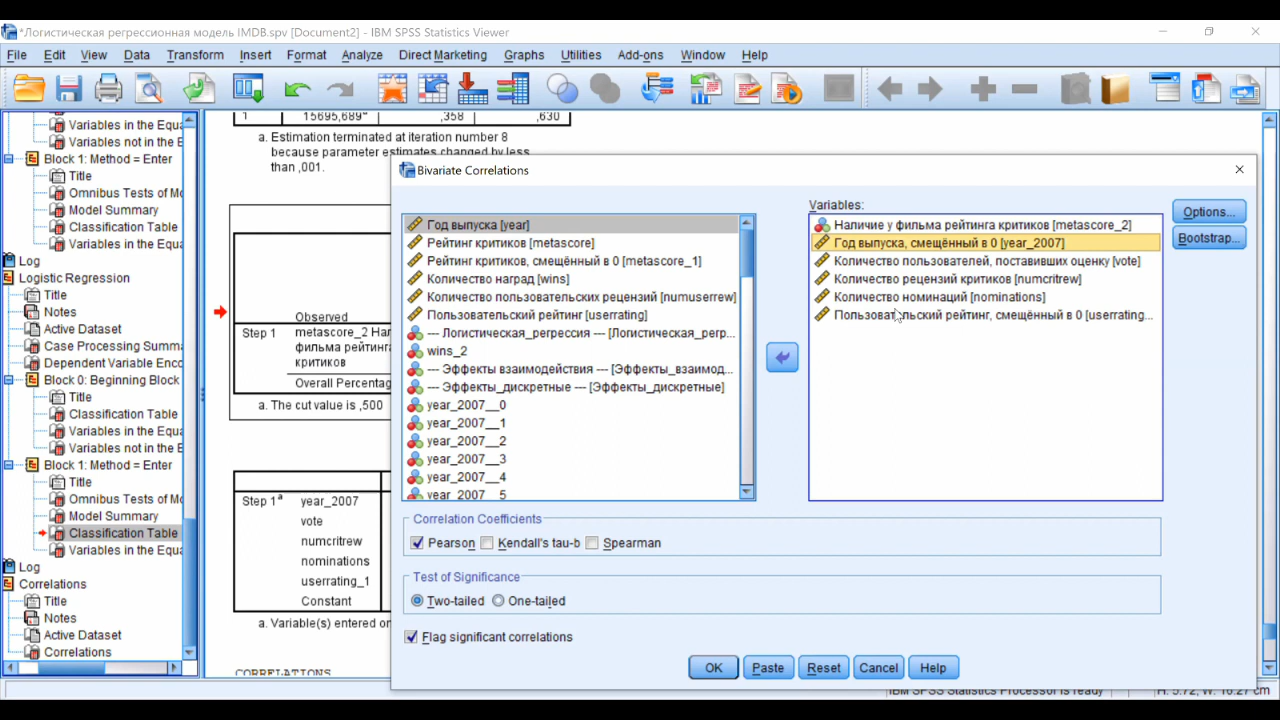 *Логистическая регрессионная модель IMDB.spv [Document2] - IBM SPSS Statistics Viewer
File Edit View Data Transform Insert Format Analyze Direct Marketing Graphs Utilities Add-ons Window Help
Variables in the Equa
Variables not in the E
Block 1: Method = Enter
Title
Omnibus Tests of Mo
Model Summary
Classification Table
Variables in the Equa
Log
Logistic Regression
Title
Notes
Active Dataset
Case Processing Summa
Dependent Variable Enco
Block 0: Beginning Block
Title
Classification Table
Variables in the Equa
Variables not in the E
Block 1: Method = Enter
Title
Omnibus Tests of Mo
Model Summary
Classification Table
Variables in the Equa
Log
Correlations
Title
Notes
Active Dataset
Correlations
1 15695,689ª ,358 ,630
a. Estimation terminated at iteration number 8
because parameter estimates changed by less
than ,001.
Observed
Step 1 metascore_2 Нал
фильма рейтинга
критиков
Overall Percentag
a. The cut value is ,500
Step 1ª year_2007
vote
numcritrew
nominations
userrating_1
Constant
a. Variable(s) entered on
CORRELATIONS
Bivariate Correlations
Год выпуска [year]
Рейтинг критиков [metascore]
Рейтинг критиков, смещённый в 0 [metascore_1]
Количество наград [wins]
Количество пользовательских рецензий [numuserrew]
Пользовательский рейтинг [userrating]
--- Логистическая_регрессия --- [Логистическая_регр...
wins_2
--- Эффекты взаимодействия --- [Эффекты_взаимод...
--- Эффекты_дискретные --- [Эффекты_дискретные]
year_2007__0
year_2007__1
year_2007__2
year_2007__3
year_2007__4
year_2007__5
Variables:
Наличие у фильма рейтинга критиков [metascore_2]
Год выпуска, смещённый в 0 [year_2007]
Количество пользователей, поставивших оценку [vote]
Количество рецензий критиков [numcritrew]
Количество номинаций [nominations]
Пользовательский рейтинг, смещённый в 0 [userrating...
Options...
Bootstrap...
Correlation Coefficients
Pearson Kendall's tau-b Spearman
Test of Significance
Two-tailed One-tailed
Flag significant correlations
OK Paste Reset Cancel Help
IBM SPSS Statistics Processor is ready H: 5.72, W: 16.27 cm